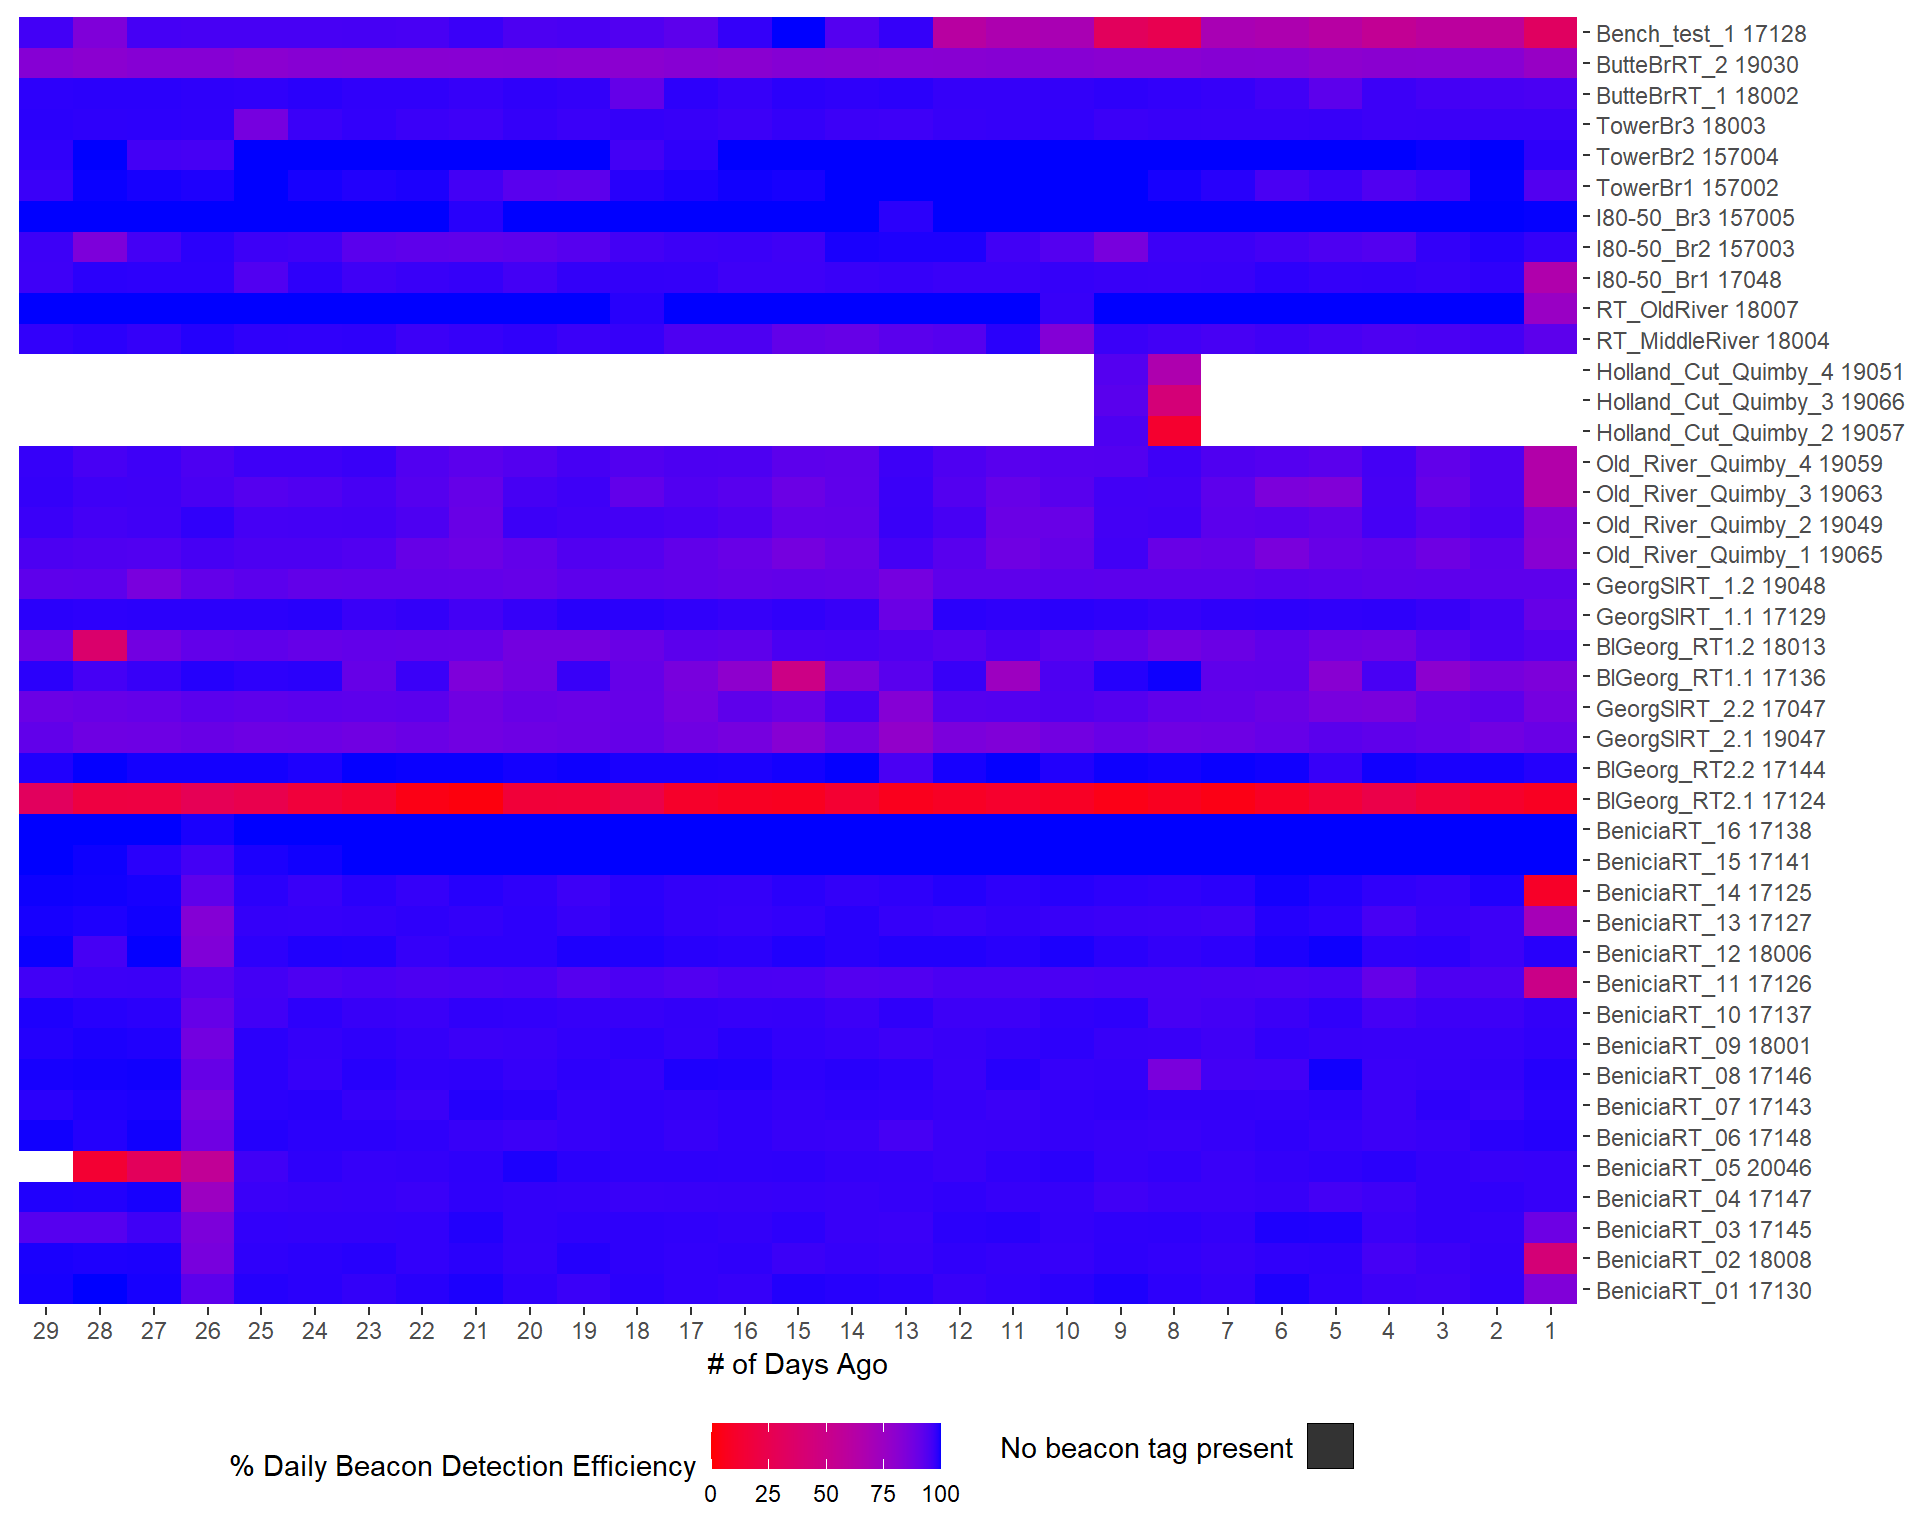 Bench_test_1 17128
ButteBrRT_2 19030
ButteBrRT_1 18002
TowerBr3 18003
TowerBr2 157004
TowerBr1 157002
I80-50_Br3 157005
I80-50_Br2 157003
I80-50_Br1 17048
RT_OldRiver 18007
RT_MiddleRiver 18004
Holland_Cut_Quimby_4 19051
Holland_Cut_Quimby_3 19066
Holland_Cut_Quimby_2 19057
Old_River_Quimby_4 19059
Old_River_Quimby_3 19063
Old_River_Quimby_2 19049
Old_River_Quimby_1 19065
GeorgSlRT_1.2 19048
GeorgSlRT_1.1 17129
BlGeorg_RT1.2 18013
BlGeorg_RT1.1 17136
GeorgSlRT_2.2 17047
GeorgSlRT_2.1 19047
BlGeorg_RT2.2 17144
BlGeorg_RT2.1 17124
BeniciaRT_16 17138
BeniciaRT_15 17141
BeniciaRT_14 17125
BeniciaRT_13 17127
BeniciaRT_12 18006
BeniciaRT_11 17126
BeniciaRT_10 17137
BeniciaRT_09 18001
BeniciaRT_08 17146
BeniciaRT_07 17143
BeniciaRT_06 17148
BeniciaRT_05 20046
BeniciaRT_04 17147
BeniciaRT_03 17145
BeniciaRT_02 18008
BeniciaRT_01 17130
29 28 27 26 25 24 23 22 21 20 19 18 17 16 15 14 13 12 11 10 9 8 7 6 5 4 3 2 1
# of Days Ago
% Daily Beacon Detection Efficiency
0 25 50 75 100
No beacon tag present